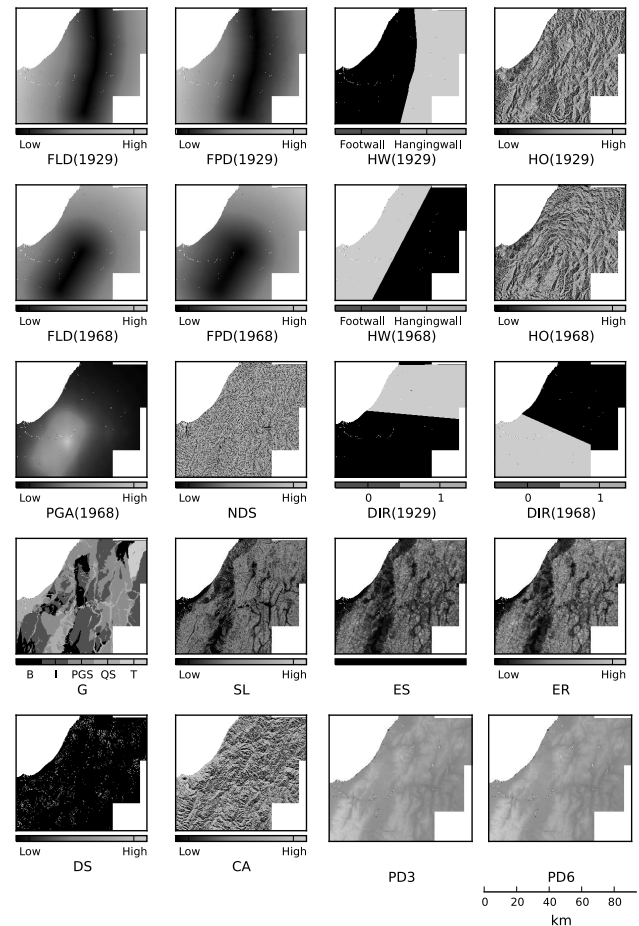 Low High Low High Footwall Hangingwall Low High
FLD(1929) FPD(1929) HW(1929) HO(1929)
Low High Low High Footwall Hangingwall Low High
FLD(1968) FPD(1968) HW(1968) HO(1968)
Low High Low High 0 1 0 1
PGA(1968) NDS DIR(1929) DIR(1968)
B I PGS QS T Low High Low High
G SL ES ER
Low High Low High
DS CA PD3 PD6
0 20 40 60 80
km